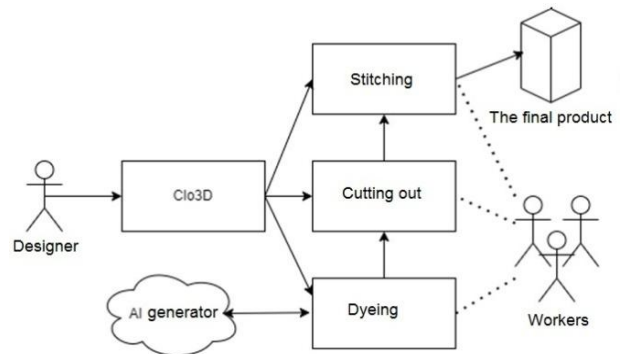 Stitching
The final product
Clo3D
Cutting out
Designer
AI generator
Dyeing
Workers